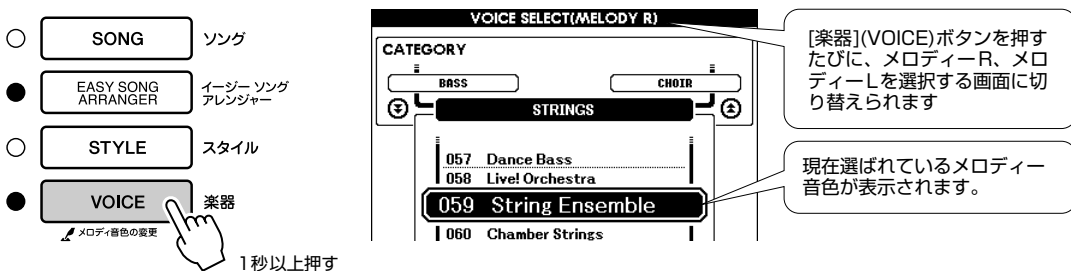 SONG
ソング
EASY SONG
ARRANGER
イージー ソング
アレンジャー
STYLE
スタイル
VOICE
楽器
メロディ音色の変更
1秒以上押す
VOICE SELECT(MELODY R)
CATEGORY
BASS
CHOIR
STRINGS
057 Dance Bass
058 Live! Orchestra
059 String Ensemble
060 Chamber Strings
[楽器](VOICE)ボタンを押す
たびに、メロディーR、メロ
ディーLを選択する画面に切
り替えられます
現在選ばれているメロディー
音色が表示されます。